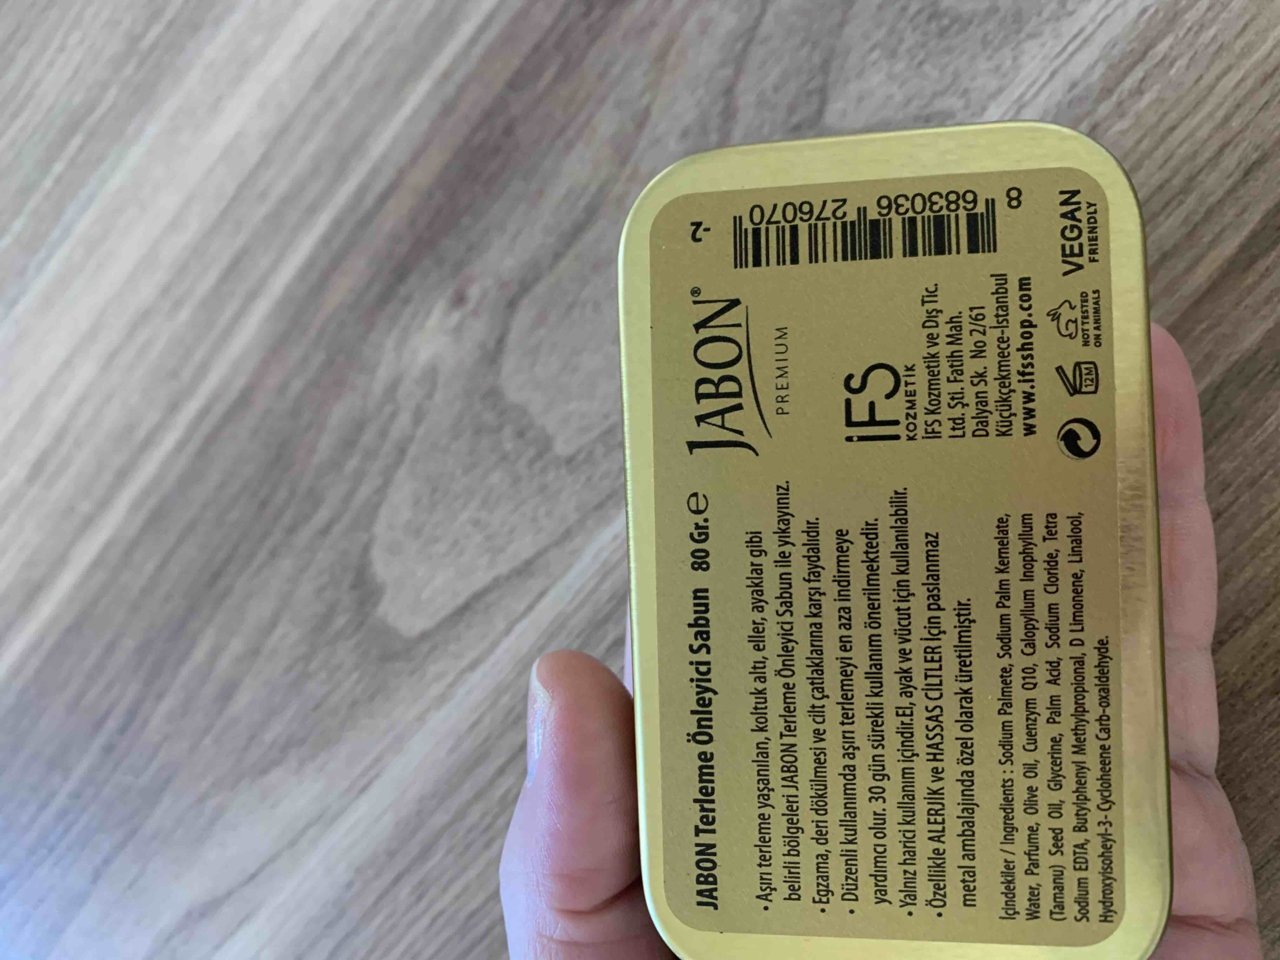 JABON Terleme Önleyici Sabun 80 Gr. ℮
• Aşırı terleme yaşanılan, koltuk altı, eller, ayaklar gibi
belirli bölgeleri JABON Terleme Önleyici Sabun ile yıkayınız.
• Egzama, deri dökülmesi ve cilt çatlaklarına karşı faydalıdır.
• Düzenli kullanımda aşırı terlemeyi en aza indirmeye
yardımcı olur. 30 gün sürekli kullanım önerilmektedir.
• Yalnız harici kullanım içindir.El, ayak ve vücut için kullanılabilir.
• Özellikle ALERJİK ve HASSAS CİLTLER İçin paslanmaz
metal ambalajında özel olarak üretilmiştir.
İçindekiler / Ingredients : Sodium Palmete, Sodium Palm Kernelate,
Water, Parfume, Olive Oil, Cuenzym Q10, Calopyllum Inophyllum
(Tamanu) Seed Oil, Glycerine, Palm Acid, Sodium Cloride, Tetra
Sodium EDTA, Butylphenyl Methylpropional, D Limonene, Linalool,
Hydroxyisoheyl-3- Cycloheene Carb-oxaldehyde.
JABON®
PREMIUM
İFS
KOZMETİK
İFS Kozmetik ve Dış Tic.
Ltd. Şti. Fatih Mah.
Dalyan Sk. No 2/61
Küçükçekmece-İstanbul
www.ifsshop.com
12M
NOT TESTED
ON ANIMALS
VEGAN
FRIENDLY
8 683036 276070